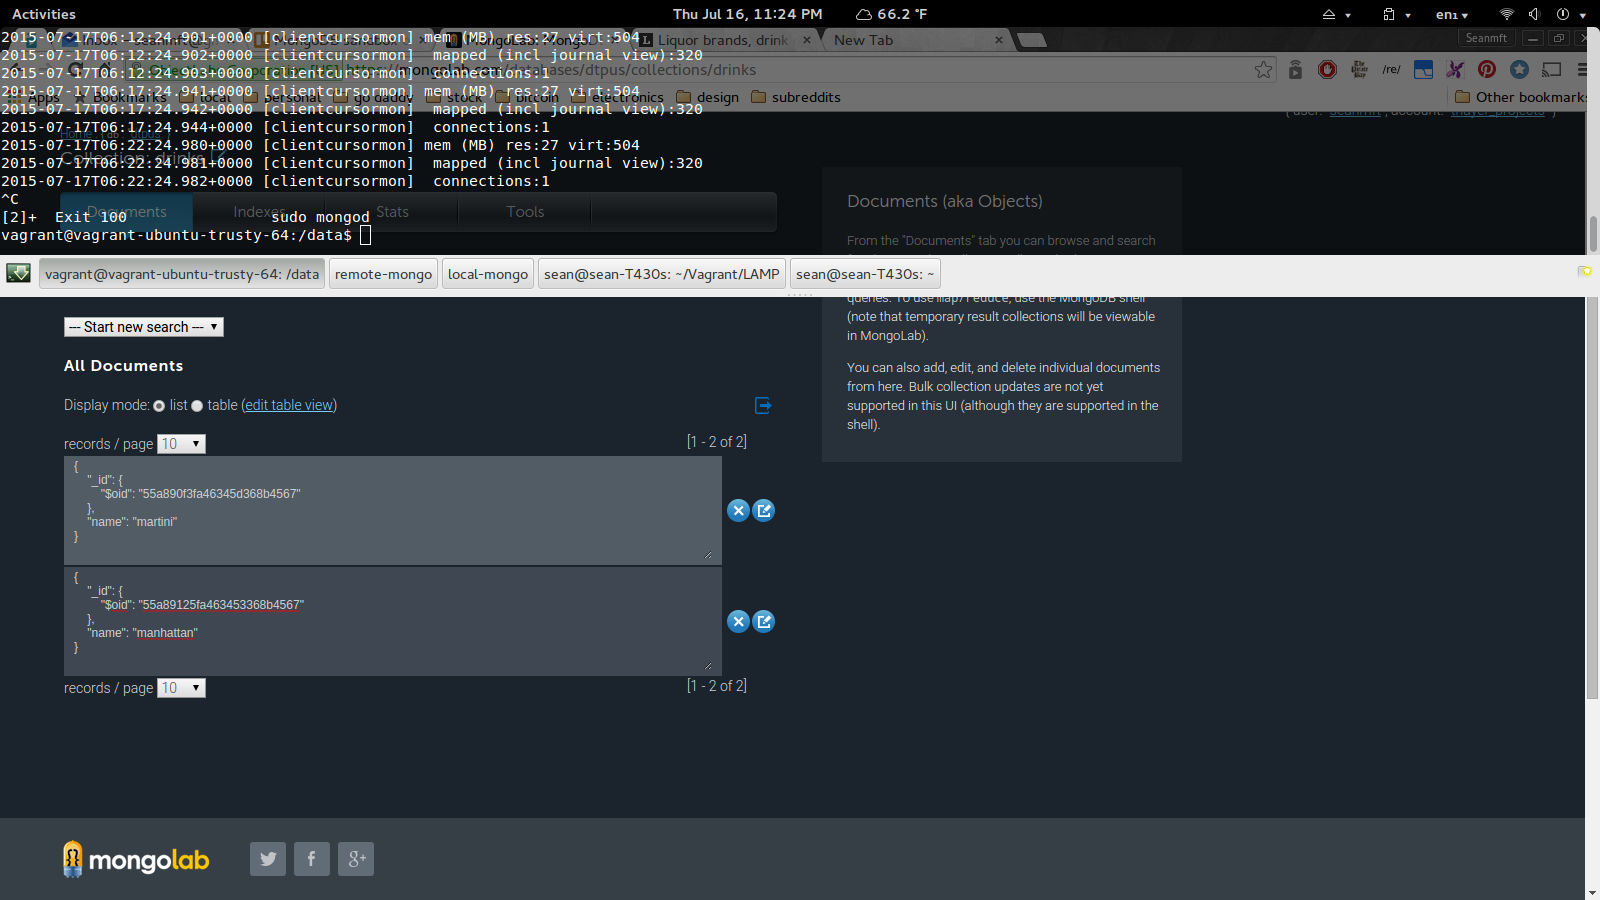 Activities
Thu Jul 16, 11:24 PM
66.2 °F
en₁
2015-07-17T06:12:24.901+0000 [clientcursormon] mem (MB) res:27 virt:504
Liquor brands, drink
New Tab
Seanmft
2015-07-17T06:12:24.902+0000 [clientcursormon]  mapped (incl journal view):320
2015-07-17T06:12:24.903+0000 [clientcursormon]  connections:1
https://mongolab.com/databases/dtpus/collections/drinks
/re/
2015-07-17T06:17:24.941+0000 [clientcursormon] mem (MB) res:27 virt:504
Apps
Bookmarks
local
personal
go daddy
stock
bitcoin
electronics
design
subreddits
Other bookmarks
2015-07-17T06:17:24.942+0000 [clientcursormon]  mapped (incl journal view):320
2015-07-17T06:17:24.944+0000 [clientcursormon]  connections:1
2015-07-17T06:22:24.980+0000 [clientcursormon] mem (MB) res:27 virt:504
Collection: drinks
2015-07-17T06:22:24.981+0000 [clientcursormon]  mapped (incl journal view):320
2015-07-17T06:22:24.982+0000 [clientcursormon]  connections:1
^C
Documents
Indexes
Stats
Tools
[2]+  Exit 100                sudo mongod
vagrant@vagrant-ubuntu-trusty-64:/data$
Documents (aka Objects)
From the "Documents" tab you can browse and search
vagrant@vagrant-ubuntu-trusty-64: /data
remote-mongo
local-mongo
sean@sean-T430s: ~/Vagrant/LAMP
sean@sean-T430s: ~
queries. To use map/reduce, use the MongoDB shell
(note that temporary result collections will be viewable
in MongoLab).
You can also add, edit, and delete individual documents
from here. Bulk collection updates are not yet
supported in this UI (although they are supported in the
shell).
--- Start new search ---
All Documents
Display mode: list table (edit table view)
records / page 10
[1 - 2 of 2]
{
"_id": {
"$oid": "55a890f3fa46345d368b4567"
},
"name": "martini"
}
{
"_id": {
"$oid": "55a89125fa463453368b4567"
},
"name": "manhattan"
}
records / page 10
[1 - 2 of 2]
mongolab